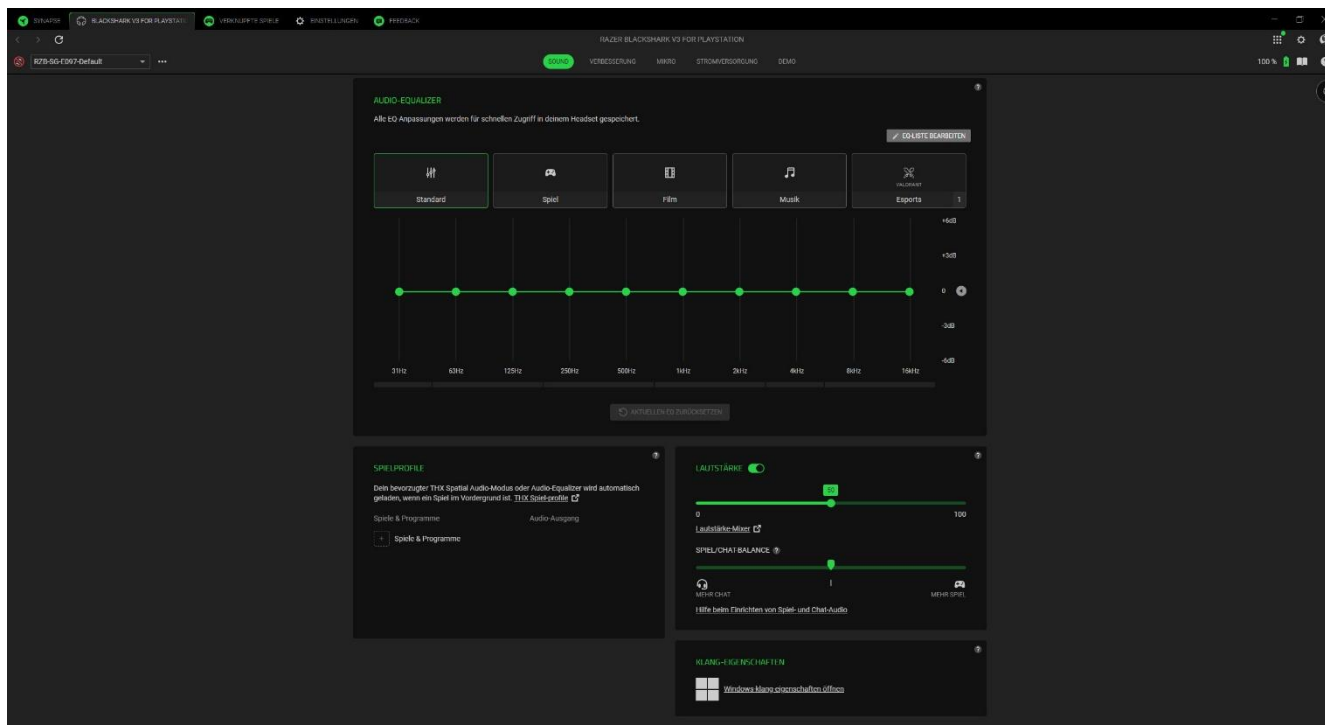 SYNAPSE
BLACKSHARK V3 FOR PLAYSTATI
VERKNÜPFTE SPIELE
EINSTELLUNGEN
FEEDBACK
RAZER BLACKSHARK V3 FOR PLAYSTATION
RZB-SG-E097-Default
SOUND
VERBESSERUNG
MIKRO
STROMVERSORGUNG
DEMO
100 %
AUDIO-EQUALIZER
Alle EQ Anpassungen werden für schnellen Zugriff in deinem Headset gespeichert.
EQ-LISTE BEARBEITEN
VALORANT
Standard
Spiel
Film
Musik
Esports
1
+6dB
+3dB
0
-3dB
-6dB
31Hz
63Hz
125Hz
250Hz
500Hz
1kHz
2kHz
4kHz
8kHz
16kHz
AKTUELLEN EQ ZURÜCKSETZEN
SPIELPROFILE
Dein bevorzugter THX Spatial Audio-Modus oder Audio-Equalizer wird automatisch
geladen, wenn ein Spiel im Vordergrund ist. THX Spiel-profile
Spiele & Programme
Audio-Ausgang
+ Spiele & Programme
LAUTSTÄRKE
50
0
100
Lautstärke-Mixer
SPIEL/CHAT-BALANCE
MEHR CHAT
MEHR SPIEL
Hilfe beim Einrichten von Spiel- und Chat-Audio
KLANG-EIGENSCHAFTEN
Windows klang eigenschaften öffnen